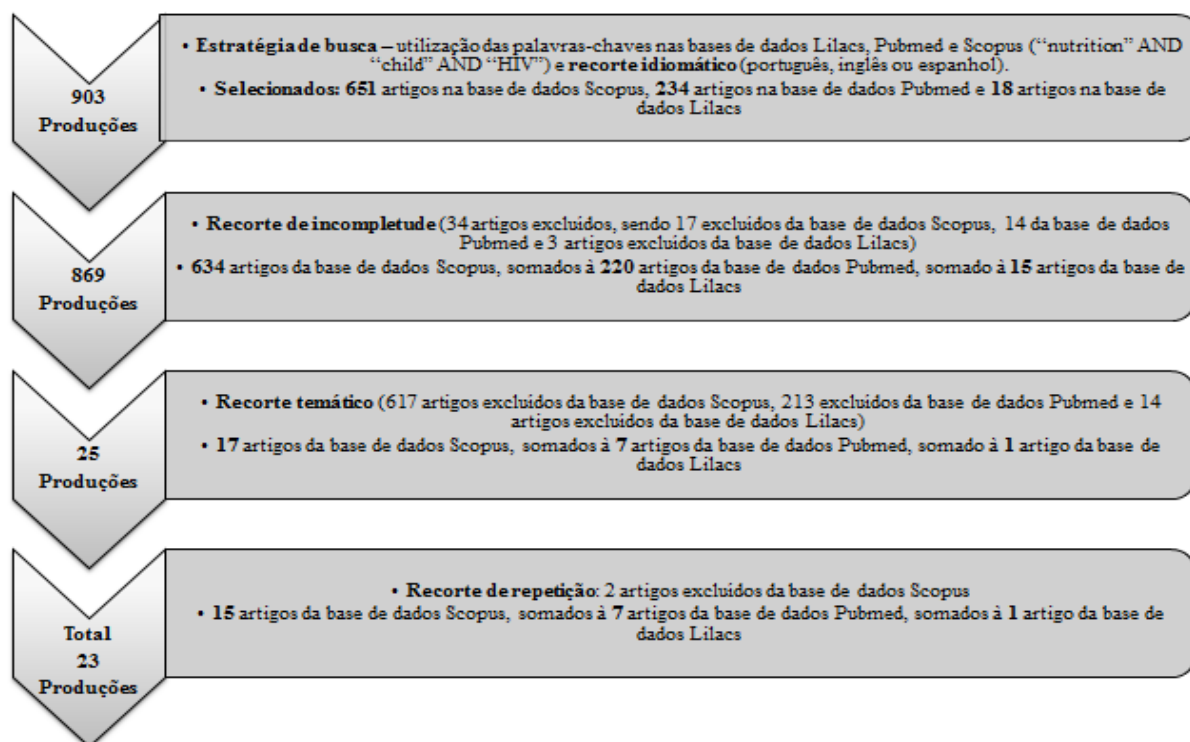 903
Produções
• Estratégia de busca – utilização das palavras-chaves nas bases de dados Lilacs, Pubmed e Scopus (“nutrition” AND
“child” AND “HIV”) e recorte idiomático (português, inglês ou espanhol).
• Selecionados: 651 artigos na base de dados Scopus, 234 artigos na base de dados Pubmed e 18 artigos na base de
dados Lilacs
869
Produções
• Recorte de incompletude (34 artigos excluidos, sendo 17 excluidos da base de dados Scopus, 14 da base de dados
Pubmed e 3 artigos excluidos da base de dados Lilacs)
• 634 artigos da base de dados Scopus, somados à 220 artigos da base de dados Pubmed, somado à 15 artigos da base de
dados Lilacs
25
Produções
• Recorte temático (617 artigos excluidos da base de dados Scopus, 213 excluidos da base de dados Pubmed e 14
artigos excluidos da base de dados Lilacs)
• 17 artigos da base de dados Scopus, somados à 7 artigos da base de dados Pubmed, somado à 1 artigo da base de
dados Lilacs
Total
23
Produções
• Recorte de repetição: 2 artigos excluidos da base de dados Scopus
• 15 artigos da base de dados Scopus, somados à 7 artigos da base de dados Pubmed, somados à 1 artigo da base de
dados Lilacs